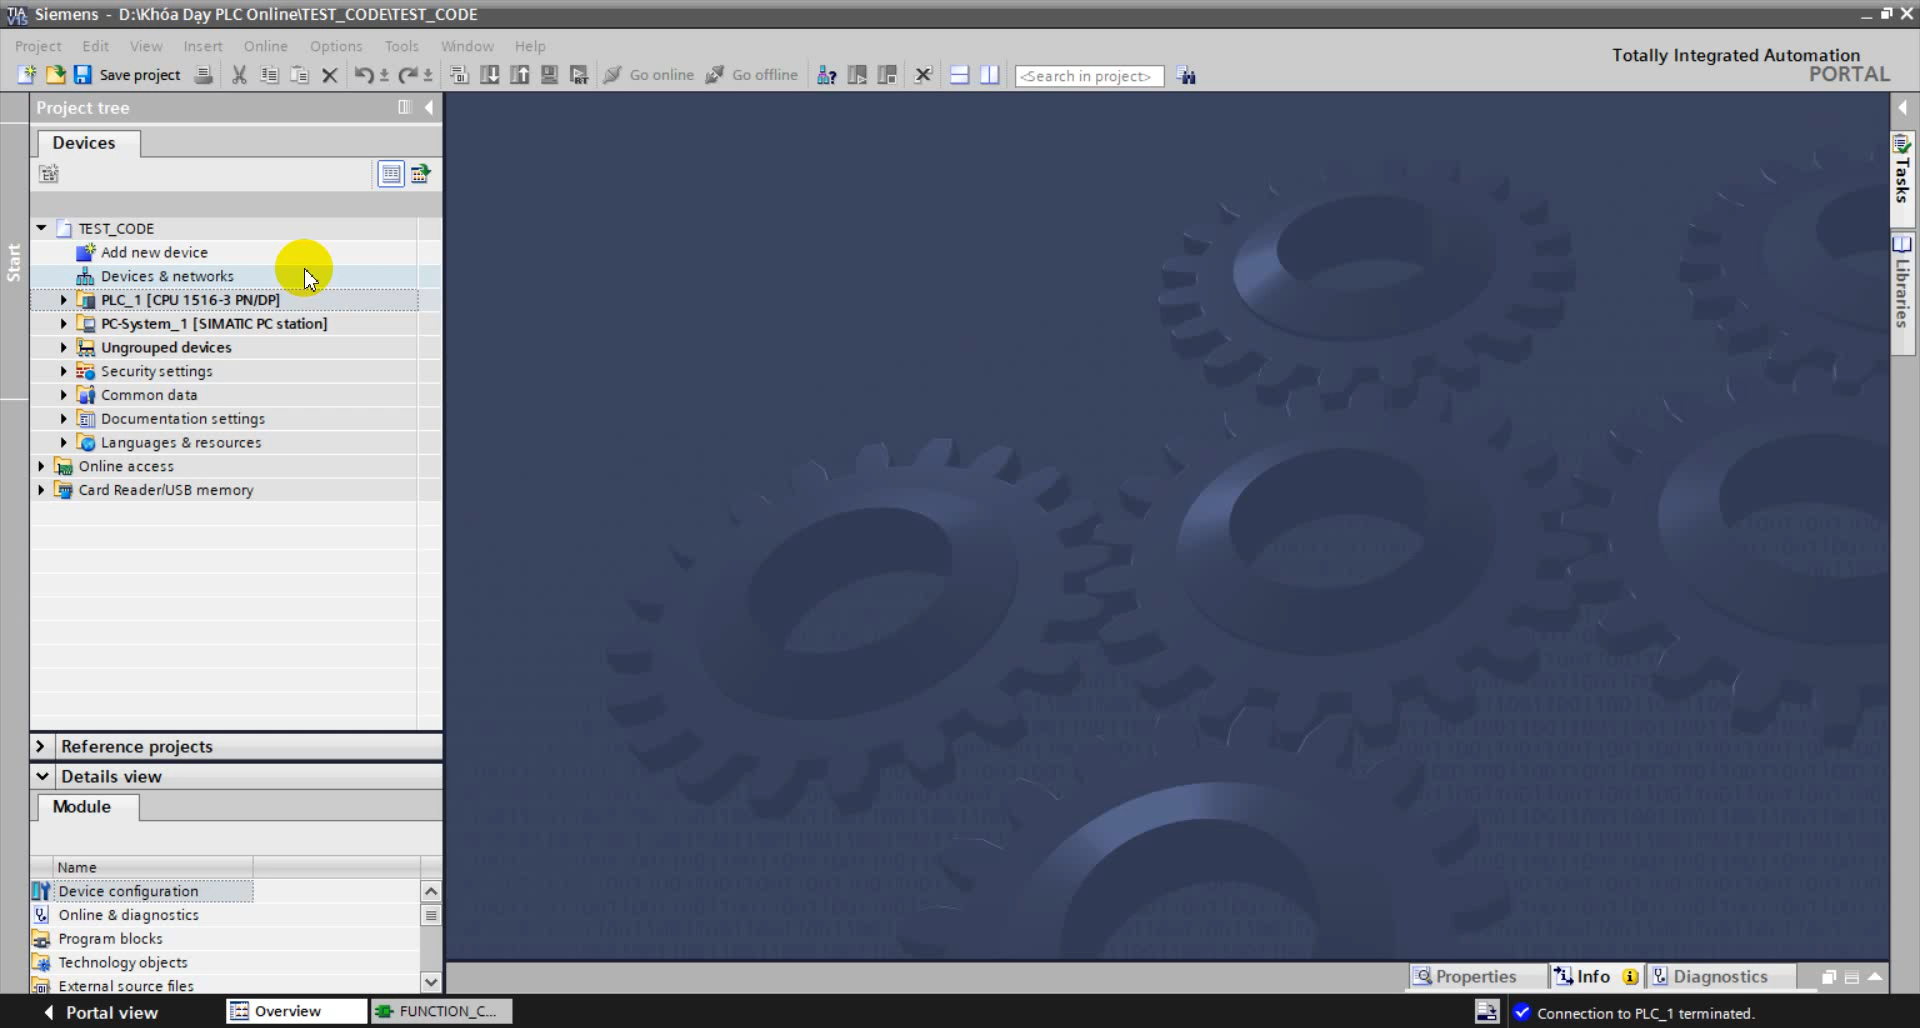 Siemens - D:\Khóa Dạy PLC Online\TEST_CODE\TEST_CODE
Project Edit View Insert Online Options Tools Window Help
Totally Integrated Automation
PORTAL
Save project
Go online
Go offline
<Search in project>
Project tree
Devices
Start
TEST_CODE
Add new device
Devices & networks
PLC_1 [CPU 1516-3 PN/DP]
PC-System_1 [SIMATIC PC station]
Ungrouped devices
Security settings
Common data
Documentation settings
Languages & resources
Online access
Card Reader/USB memory
Reference projects
Details view
Module
Name
Device configuration
Online & diagnostics
Program blocks
Technology objects
External source files
Tasks
Libraries
Properties
Info
Diagnostics
Portal view
Overview
FUNCTION_C...
Connection to PLC_1 terminated.